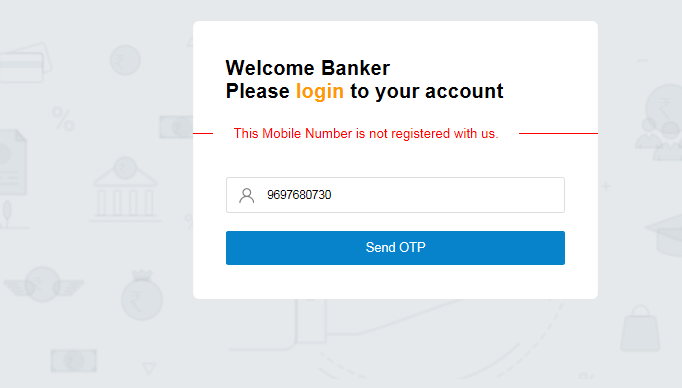 Welcome Banker
Please login to your account
This Mobile Number is not registered with us.
9697680730
Send OTP